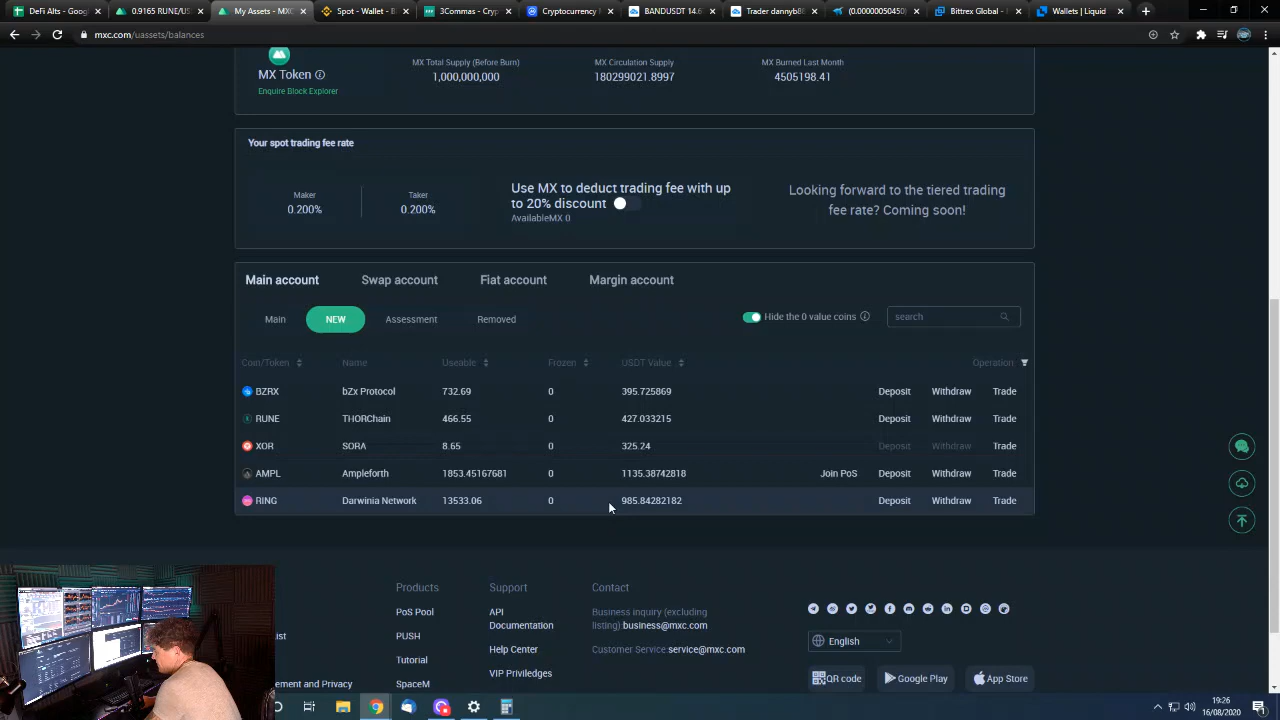 DeFi Alts - Goog
0.9165 RUNE/US
My Assets - MXC
Spot - Wallet - Bi
3Commas - Cryp
Cryptocurrency
BANDUSDT 14.6
Trader dannyb8
(0.0000050450)
Bittrex Global -
Wallets | Liquid
mxc.com/uassets/balances
MX Token
Enquire Block Explorer
MX Total Supply (Before Burn)
1,000,000,000
MX Circulation Supply
180299021.8997
MX Burned Last Month
4505198.41
Your spot trading fee rate
Maker
0.200%
Taker
0.200%
Use MX to deduct trading fee with up
to 20% discount
AvailableMX 0
Looking forward to the tiered trading
fee rate? Coming soon!
Main account Swap account Fiat account Margin account
Main NEW Assessment Removed Hide the 0 value coins search
Coin/Token Name Useable Frozen USDT Value Operation
BZRX bZx Protocol 732.69 0 395.725869 Deposit Withdraw Trade
RUNE THORChain 466.55 0 427.033215 Deposit Withdraw Trade
XOR SORA 8.65 0 325.24 Deposit Withdraw Trade
AMPL Ampleforth 1853.45167681 0 1135.38742818 Join PoS Deposit Withdraw Trade
RING Darwinia Network 13533.06 0 985.84282182 Deposit Withdraw Trade
Products
PoS Pool
PUSH
Tutorial
SpaceM
Support
API
Documentation
Help Center
VIP Priviledges
Contact
Business inquiry (excluding
listing):business@mxc.com
Customer Service:service@mxc.com
English
QR code Google Play App Store
ist
ement and Privacy
19:26
16/08/2020